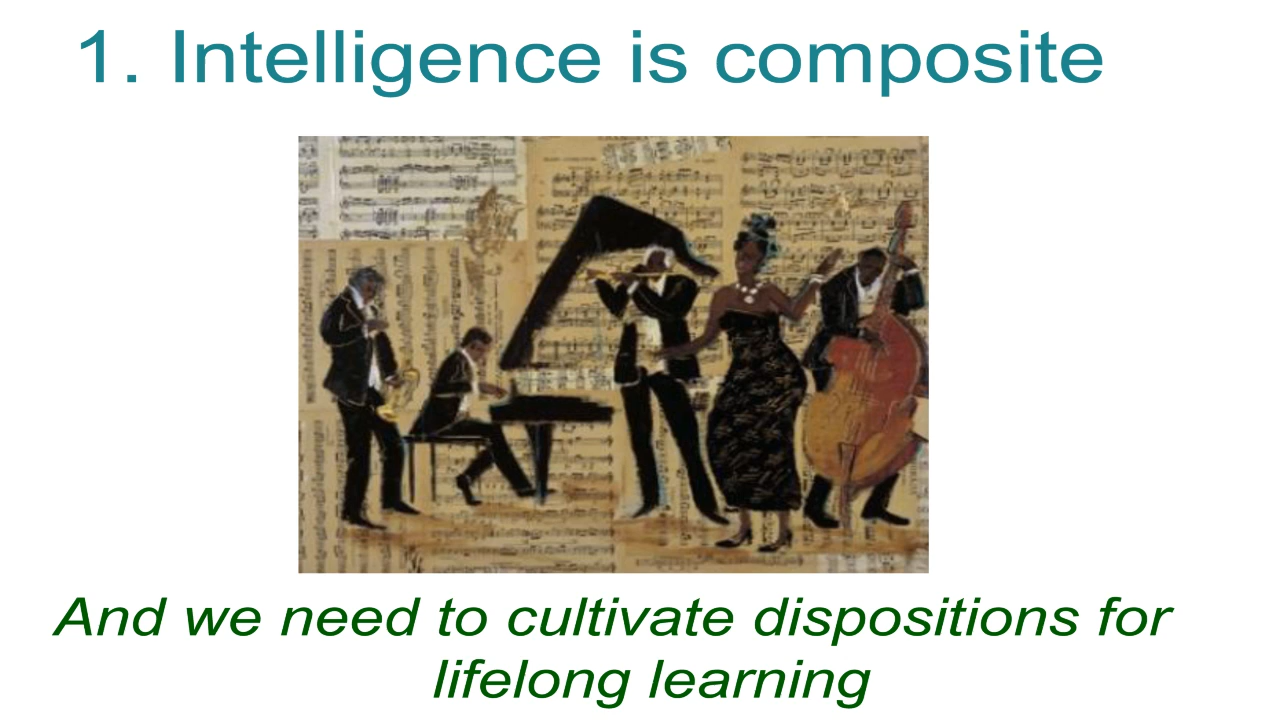 1. Intelligence is composite
And we need to cultivate dispositions for
lifelong learning